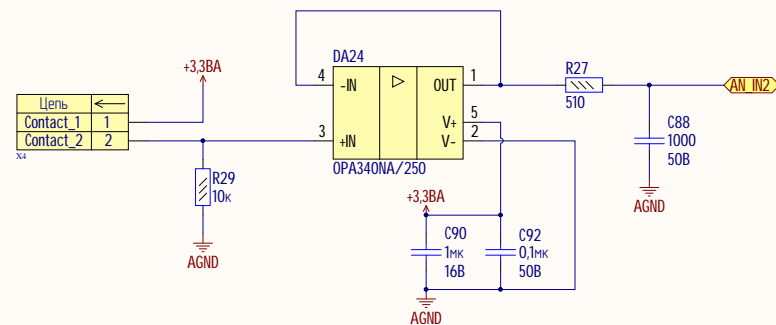 DA24
+3,3ВА
4 -IN ▷ OUT 1
R27
510
AN_IN2
Цепь ←
Contact_1 1
Contact_2 2
X4
5 V+
3 +IN V- 2
OPA340NA/250
C88
1000
50В
R29
10к
AGND
AGND
+3,3ВА
C90
1мк
16В
C92
0,1мк
50В
AGND